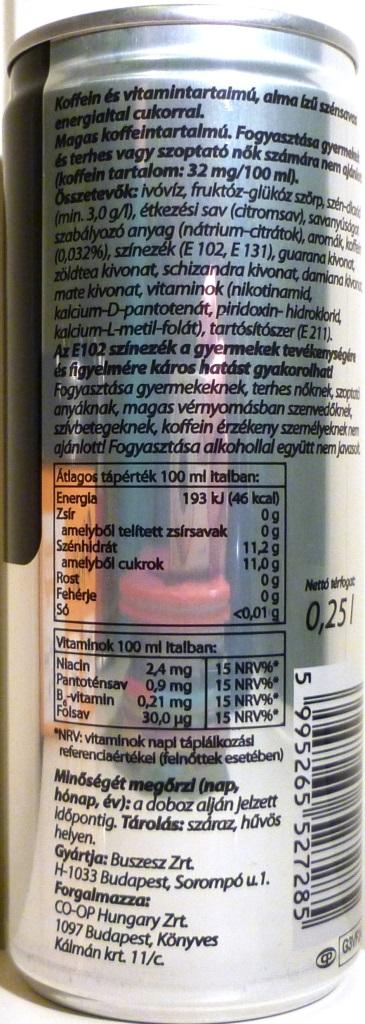 Koffein és vitamintartalmú, alma ízű szénsavas
energiaital cukorral.
Magas koffeintartalmú. Fogyasztása gyermekek
és terhes vagy szoptató nők számára nem ajánlott
(koffein tartalom: 32 mg/100 ml).
Összetevők: ivóvíz, fruktóz-glükóz szörp, szén-dioxid
(min. 3,0 g/l), étkezési sav (citromsav), savanyúságot
szabályozó anyag (nátrium-citrátok), aromák, koffein
(0,032%), színezék (E 102, E 131), guarana kivonat,
zöldtea kivonat, schizandra kivonat, damiana kivonat,
mate kivonat, vitaminok (nikotinamid,
kalcium-D-pantotenát, piridoxin- hidroklorid,
kalcium-L-metil-folát), tartósítószer (E 211).
Az E102 színezék a gyermekek tevékenységére
és figyelmére káros hatást gyakorolhat!
Fogyasztása gyermekeknek, terhes nőknek, szoptató
anyáknak, magas vérnyomásban szenvedőknek,
szívbetegeknek, koffein érzékeny személyeknek nem
ajánlott! Fogyasztása alkohollal együtt nem javasolt.
Átlagos tápérték 100 ml italban:
Energia 193 kJ (46 kcal)
Zsír 0 g
amelyből telített zsírsavak 0 g
Szénhidrát 11,2 g
amelyből cukrok 11,0 g
Rost 0 g
Fehérje 0 g
Só <0,01 g
Nettó térfogat:
0,25 l
Vitaminok 100 ml italban:
Niacin 2,4 mg 15 NRV%*
Pantoténsav 0,9 mg 15 NRV%*
B6-vitamin 0,21 mg 15 NRV%*
Folsav 30,0 µg 15 NRV%*
*NRV: vitaminok napi táplálkozási
referenciaértékei (felnőttek esetében)
Minőségét megőrzi (nap,
hónap, év): a doboz alján jelzett
időpontig. Tárolás: száraz, hűvös
helyen.
Gyártja: Buszesz Zrt.
H-1033 Budapest, Sorompó u.1.
Forgalmazza:
CO-OP Hungary Zrt.
1097 Budapest, Könyves
Kálmán krt. 11/c.
5 995265 527285